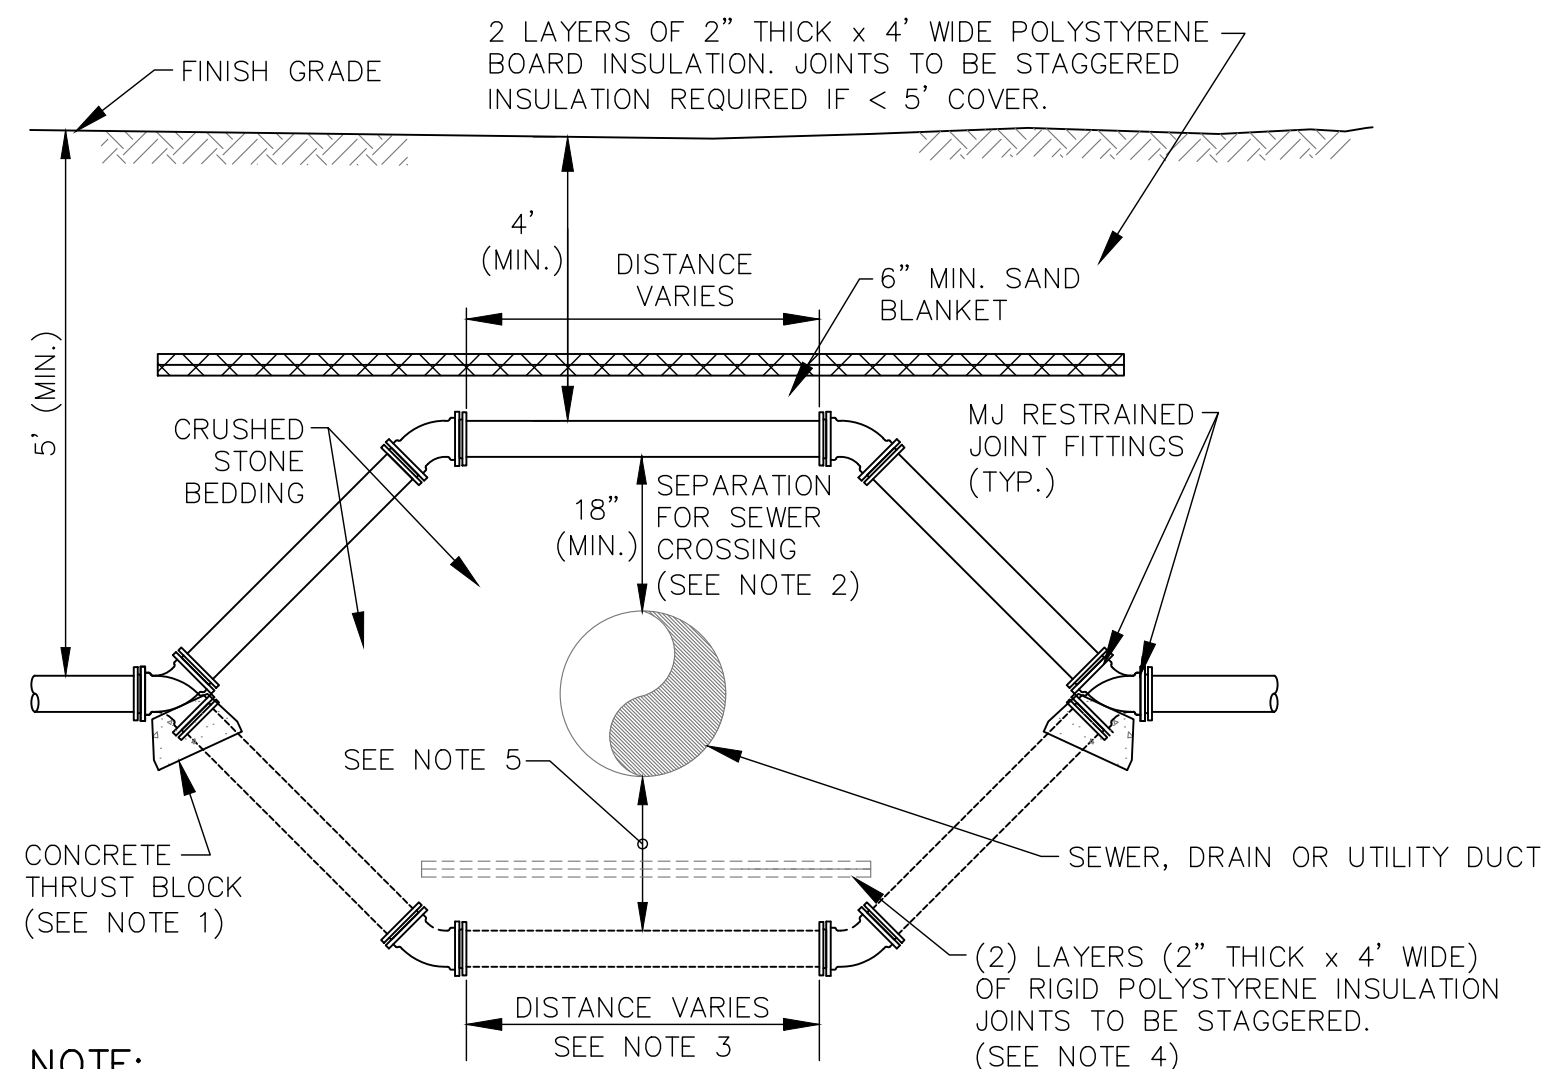 2 LAYERS OF 2” THICK x 4’ WIDE POLYSTYRENE
BOARD INSULATION. JOINTS TO BE STAGGERED
INSULATION REQUIRED IF < 5’ COVER.
FINISH GRADE
4’
(MIN.)
DISTANCE
VARIES
6” MIN. SAND
BLANKET
5’ (MIN.)
CRUSHED
STONE
BEDDING
MJ RESTRAINED
JOINT FITTINGS
(TYP.)
18”
(MIN.)
SEPARATION
FOR SEWER
CROSSING
(SEE NOTE 2)
SEE NOTE 5
CONCRETE
THRUST BLOCK
(SEE NOTE 1)
SEWER, DRAIN OR UTILITY DUCT
(2) LAYERS (2” THICK x 4’ WIDE)
OF RIGID POLYSTYRENE INSULATION
JOINTS TO BE STAGGERED.
(SEE NOTE 4)
DISTANCE VARIES
SEE NOTE 3
NOTE: